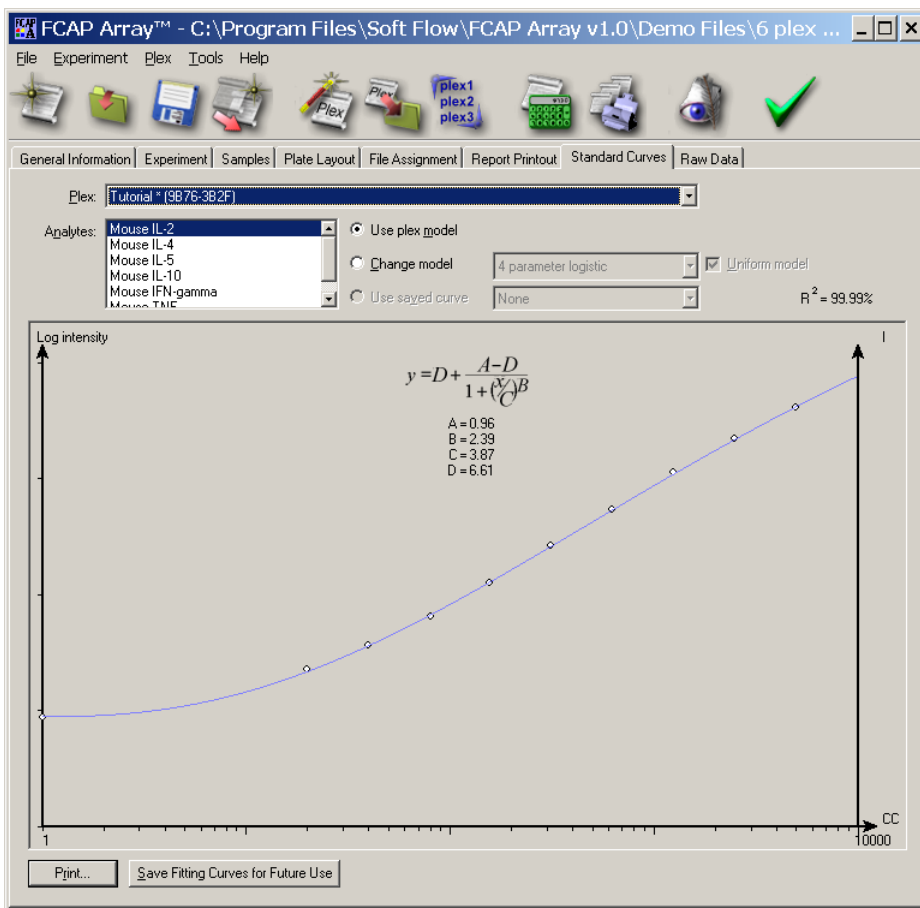 FCAP Array™ - C:\Program Files\Soft Flow\FCAP Array v1.0\Demo Files\6 plex ...
File Experiment Plex Tools Help
Plex Plex plex1
plex2
plex3
General Information Experiment Samples Plate Layout File Assignment Report Printout Standard Curves Raw Data
Plex: Tutorial * (9B76-3B2F)
Analytes: Mouse IL-2 Use plex model
Mouse IL-4
Mouse IL-5 Change model 4 parameter logistic Uniform model
Mouse IL-10
Mouse IFN-gamma Use saved curve None R² = 99.99%
Mouse TNF
Log intensity I
y = D + A-D / 1 + (x/C)B
A = 0.96
B = 2.39
C = 3.87
D = 6.61
CC
1 10000
Print... Save Fitting Curves for Future Use